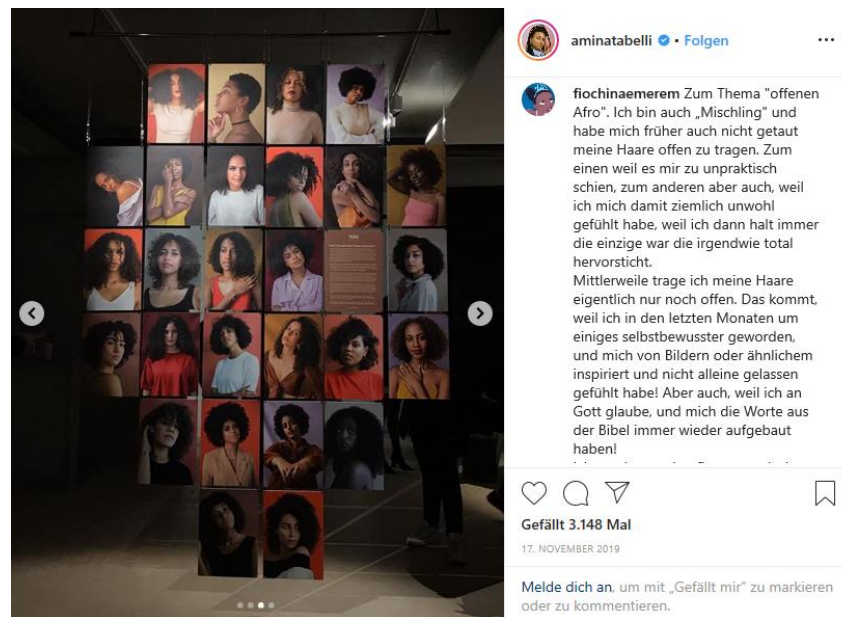 aminatabelli • Folgen
fiochinaemerem Zum Thema "offenen
Afro". Ich bin auch „Mischling" und
habe mich früher auch nicht getaut
meine Haare offen zu tragen. Zum
einen weil es mir zu unpraktisch
schien, zum anderen aber auch, weil
ich mich damit ziemlich unwohl
gefühlt habe, weil ich dann halt immer
die einzige war die irgendwie total
hervorsticht.
Mittlerweile trage ich meine Haare
eigentlich nur noch offen. Das kommt,
weil ich in den letzten Monaten um
einiges selbstbewusster geworden,
und mich von Bildern oder ähnlichem
inspiriert und nicht alleine gelassen
gefühlt habe! Aber auch, weil ich an
Gott glaube, und mich die Worte aus
der Bibel immer wieder aufgebaut
haben!
Gefällt 3.148 Mal
17. NOVEMBER 2019
Melde dich an, um mit „Gefällt mir" zu markieren
oder zu kommentieren.